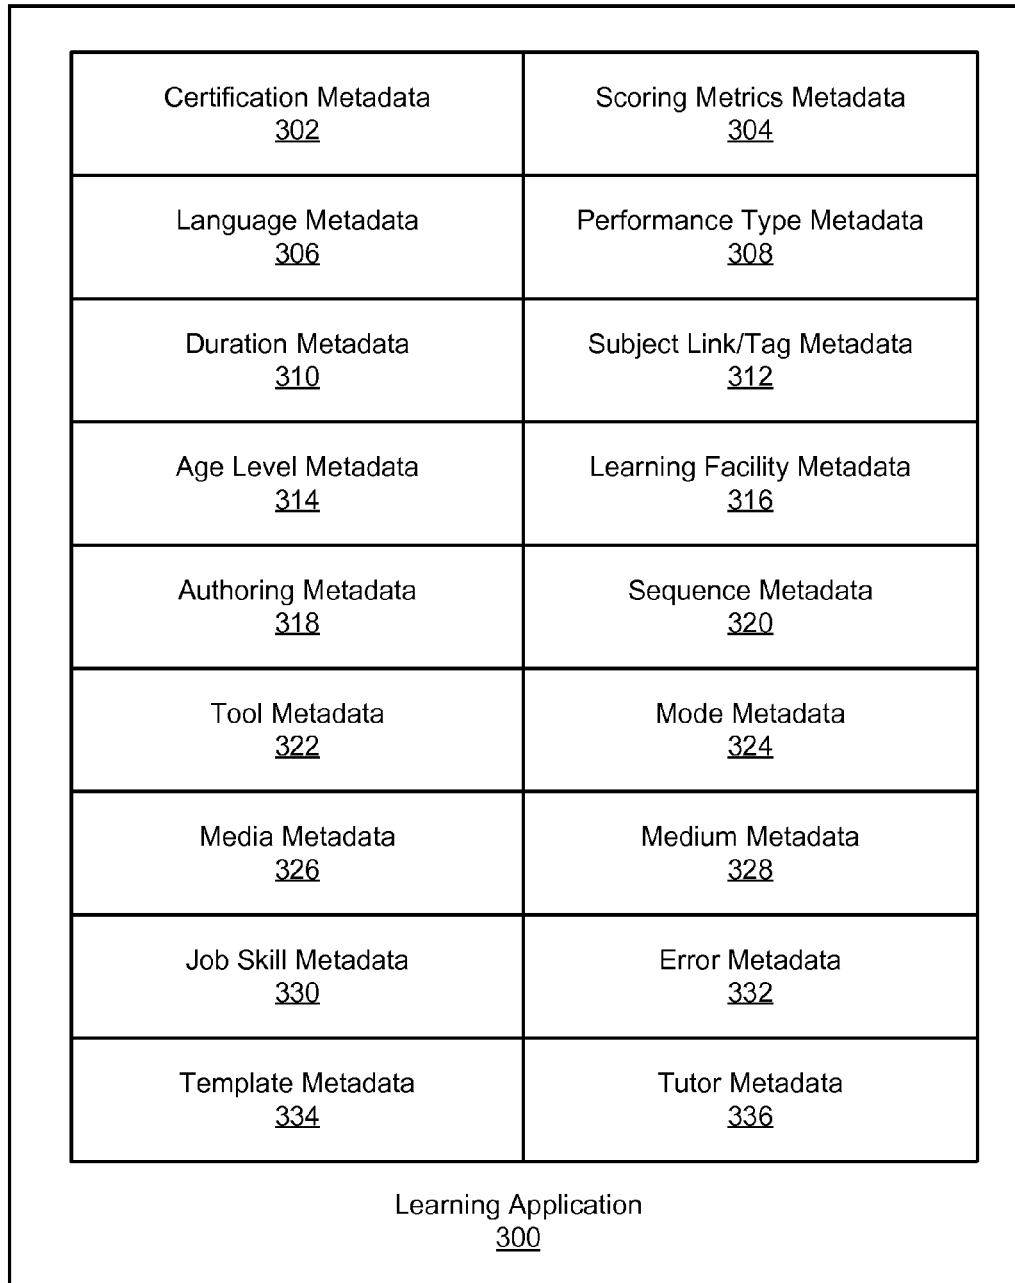 Certification Metadata
302
Scoring Metrics Metadata
304
Language Metadata
306
Performance Type Metadata
308
Duration Metadata
310
Subject Link/Tag Metadata
312
Age Level Metadata
314
Learning Facility Metadata
316
Authoring Metadata
318
Sequence Metadata
320
Tool Metadata
322
Mode Metadata
324
Media Metadata
326
Medium Metadata
328
Job Skill Metadata
330
Error Metadata
332
Template Metadata
334
Tutor Metadata
336
Learning Application
300